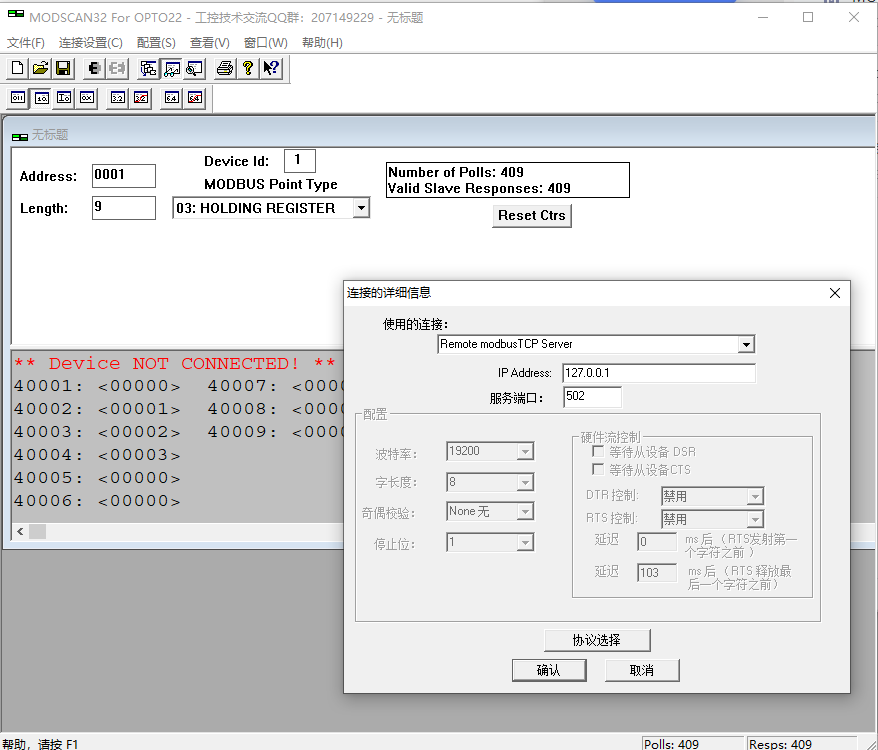 MODSCAN32 For OPTO22 - 工控技术交流QQ群：207149229 - 无标题
文件(F) 连接设置(C) 配置(S) 查看(V) 窗口(W) 帮助(H)
无标题
Address: 0001
Device Id: 1
MODBUS Point Type
Length: 9
03: HOLDING REGISTER
Number of Polls: 409
Valid Slave Responses: 409
Reset Ctrs
** Device NOT CONNECTED! **
40001: <00000> 40007: <0000
40002: <00001> 40008: <0000
40003: <00002> 40009: <0000
40004: <00003>
40005: <00000>
40006: <00000>
连接的详细信息
使用的连接：
Remote modbusTCP Server
IP Address: 127.0.0.1
服务端口： 502
配置
波特率： 19200
字长度： 8
奇偶校验： None 无
停止位： 1
硬件流控制
等待从设备 DSR
等待从设备CTS
DTR 控制: 禁用
RTS 控制: 禁用
延迟 0 ms 后（RTS发射第一
个字符之前 ）
延迟 103 ms 后（RTS 释放最
后一个字符之前）
协议选择
确认 取消
帮助，请按 F1
Polls: 409 Resps: 409